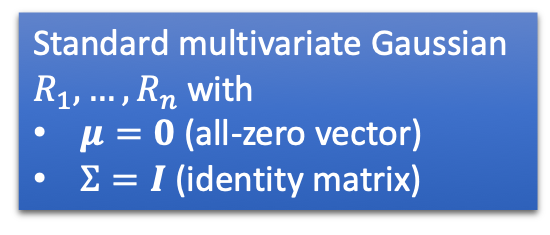 Standard multivariate Gaussian
R₁, … , Rₙ with
• μ = 0 (all-zero vector)
• Σ = I (identity matrix)